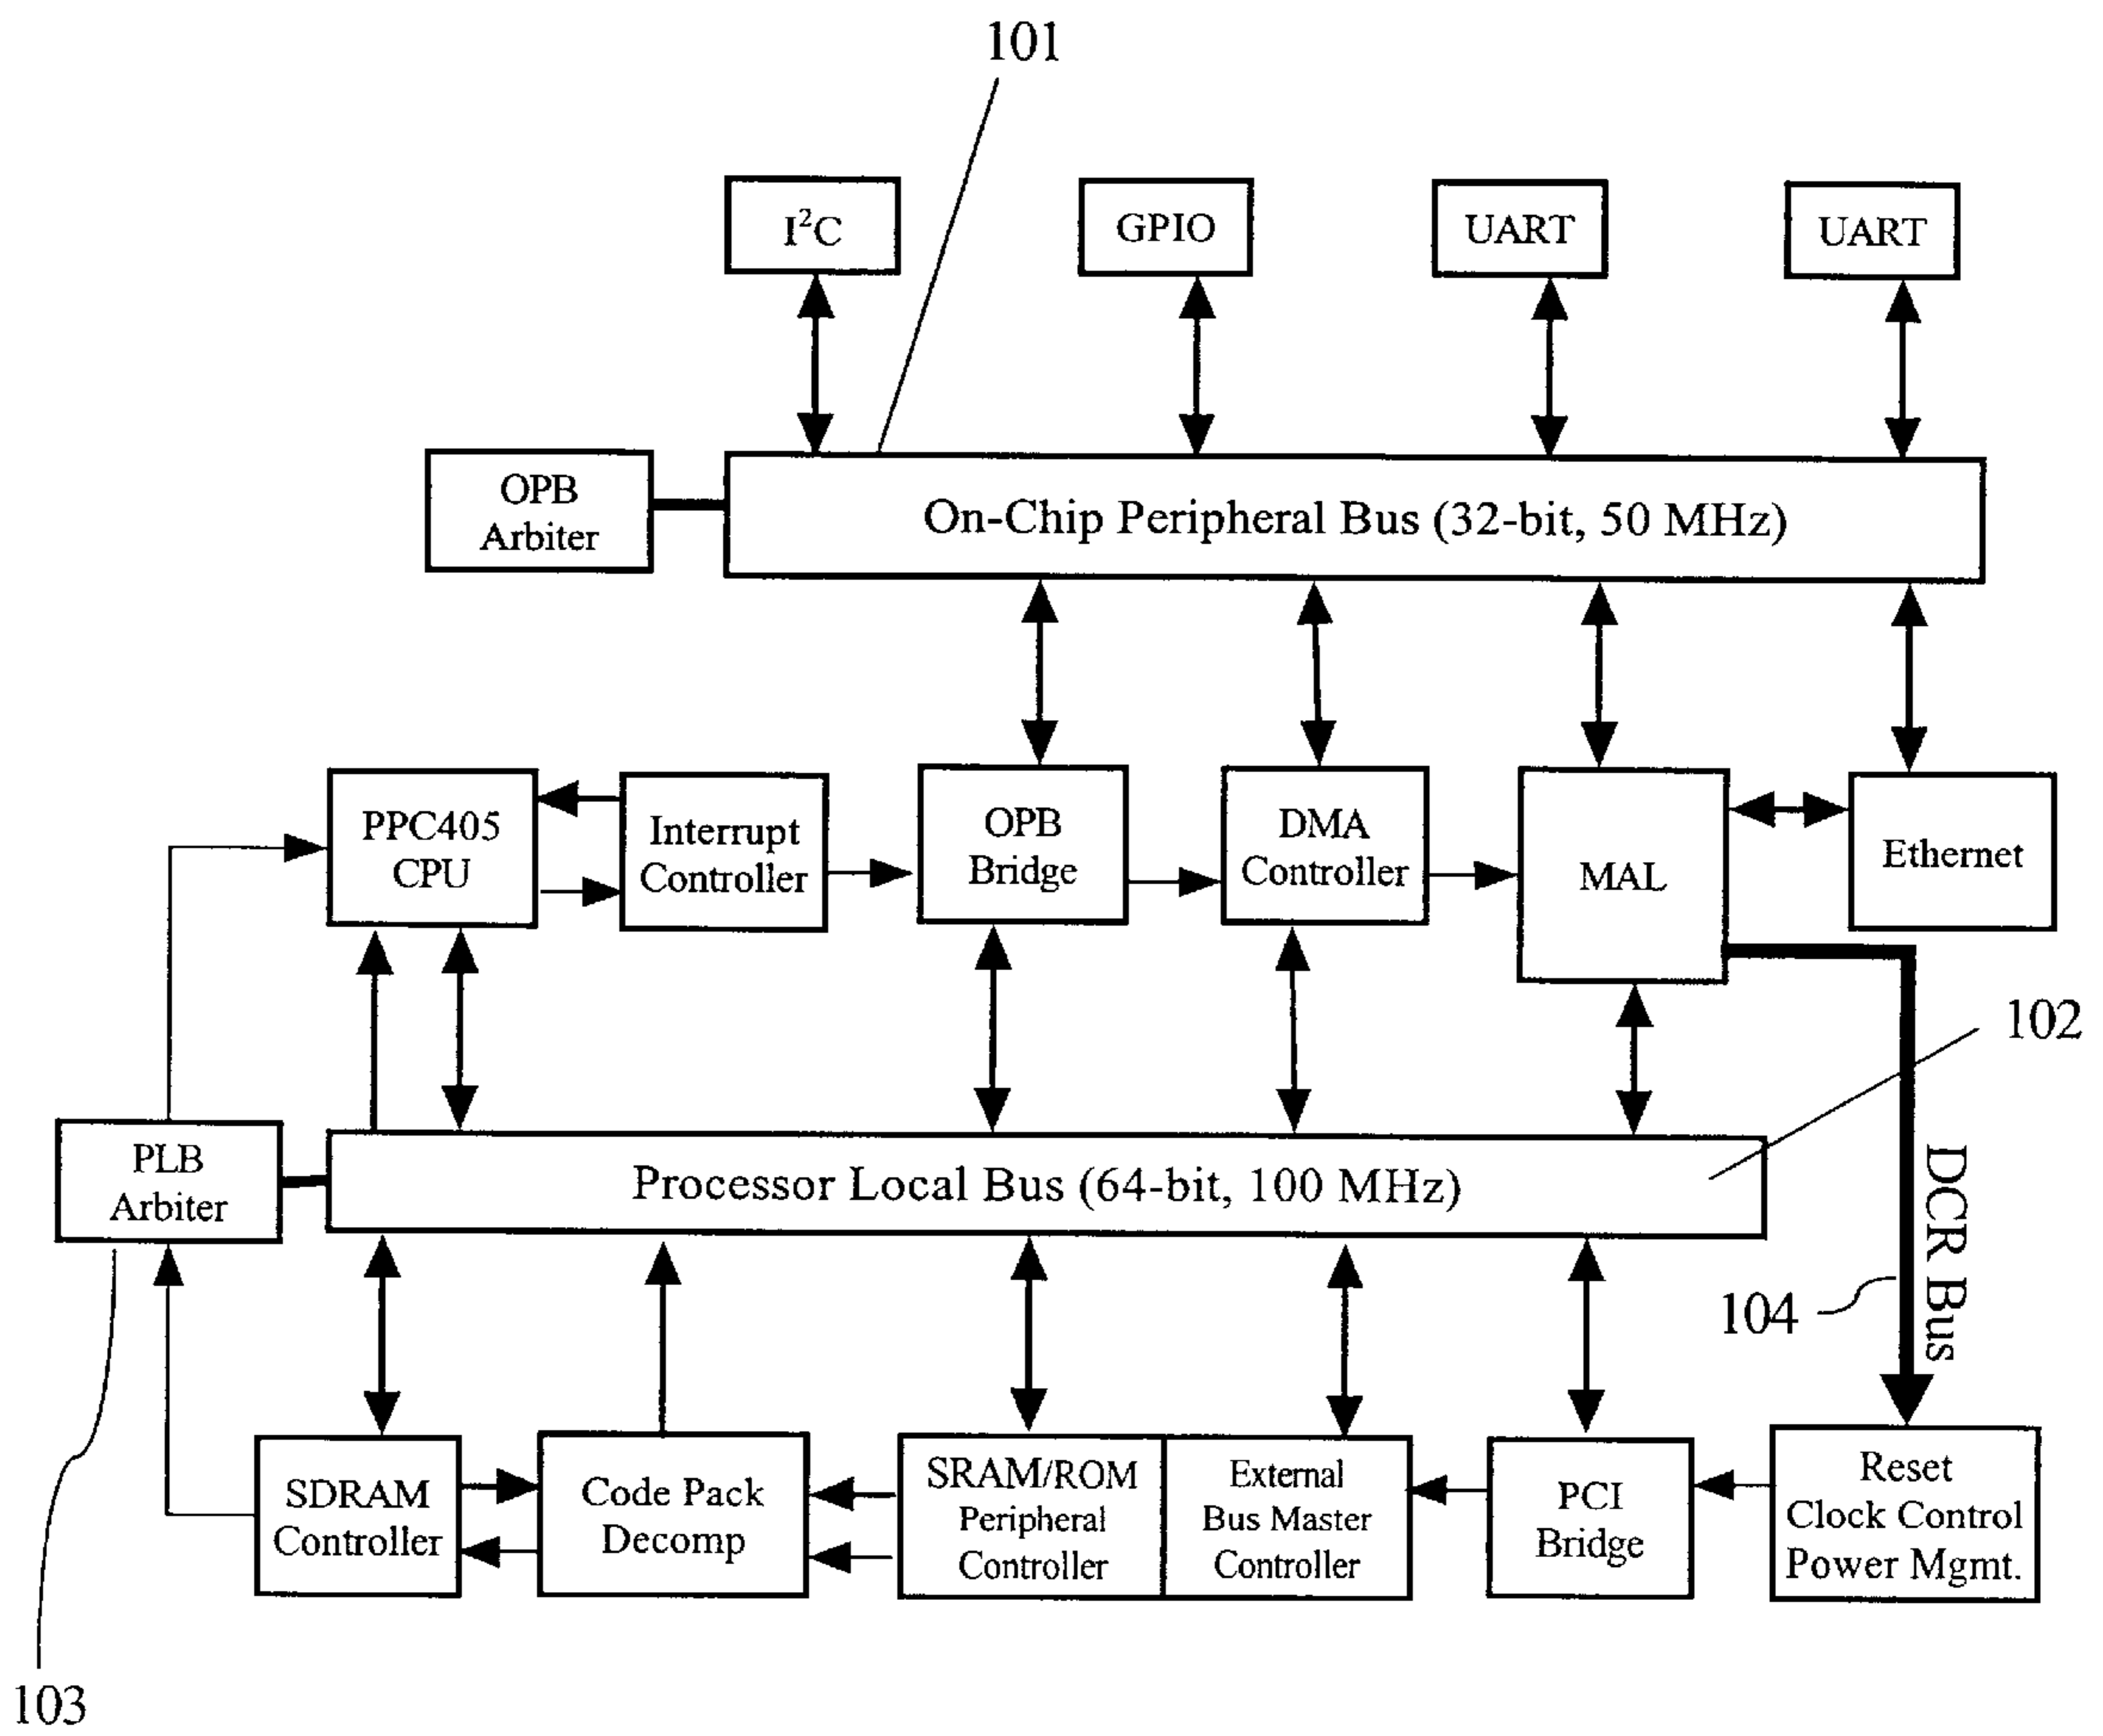 101
I²C
GPIO
UART
UART
OPB
Arbiter
On-Chip Peripheral Bus (32-bit, 50 MHz)
PPC405
CPU
Interrupt
Controller
OPB
Bridge
DMA
Controller
MAL
Ethernet
102
PLB
Arbiter
Processor Local Bus (64-bit, 100 MHz)
DCR Bus
104
SDRAM
Controller
Code Pack
Decomp
SRAM/ROM
Peripheral
Controller
External
Bus Master
Controller
PCI
Bridge
Reset
Clock Control
Power Mgmt.
103